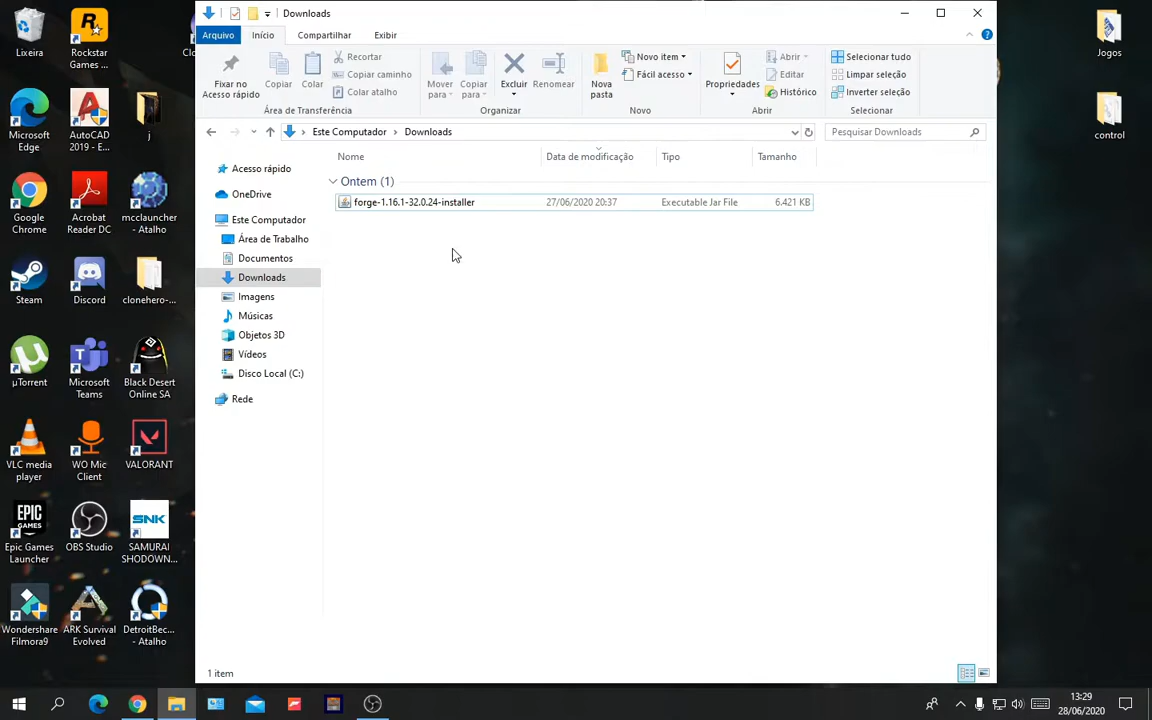 Downloads
Arquivo
Início
Compartilhar
Exibir
Fixar no
Acesso rápido
Copiar
Colar
Recortar
Copiar caminho
Colar atalho
Área de Transferência
Mover
para
Copiar
para
Excluir
Renomear
Organizar
Nova
pasta
Novo item
Fácil acesso
Novo
Propriedades
Abrir
Editar
Histórico
Abrir
Selecionar tudo
Limpar seleção
Inverter seleção
Selecionar
Este Computador
Downloads
Pesquisar Downloads
Nome
Data de modificação
Tipo
Tamanho
Ontem (1)
forge-1.16.1-32.0.24-installer
27/06/2020 20:37
Executable Jar File
6.421 KB
Acesso rápido
OneDrive
Este Computador
Área de Trabalho
Documentos
Downloads
Imagens
Músicas
Objetos 3D
Vídeos
Disco Local (C:)
Rede
1 item
Lixeira
Rockstar
Games ...
Clo
Microsoft
Edge
AutoCAD
2019 - E...
j
Google
Chrome
Acrobat
Reader DC
mcclauncher
- Atalho
Steam
Discord
clonehero-...
µTorrent
Microsoft
Teams
Black Desert
Online SA
VLC media
player
WO Mic
Client
VALORANT
EPIC
GAMES
Epic Games
Launcher
OBS Studio
SNK
SAMURAI
SHODOWN...
Wondershare
Filmora9
ARK Survival
Evolved
DetroitBec...
- Atalho
Jogos
control
13:29
28/06/2020